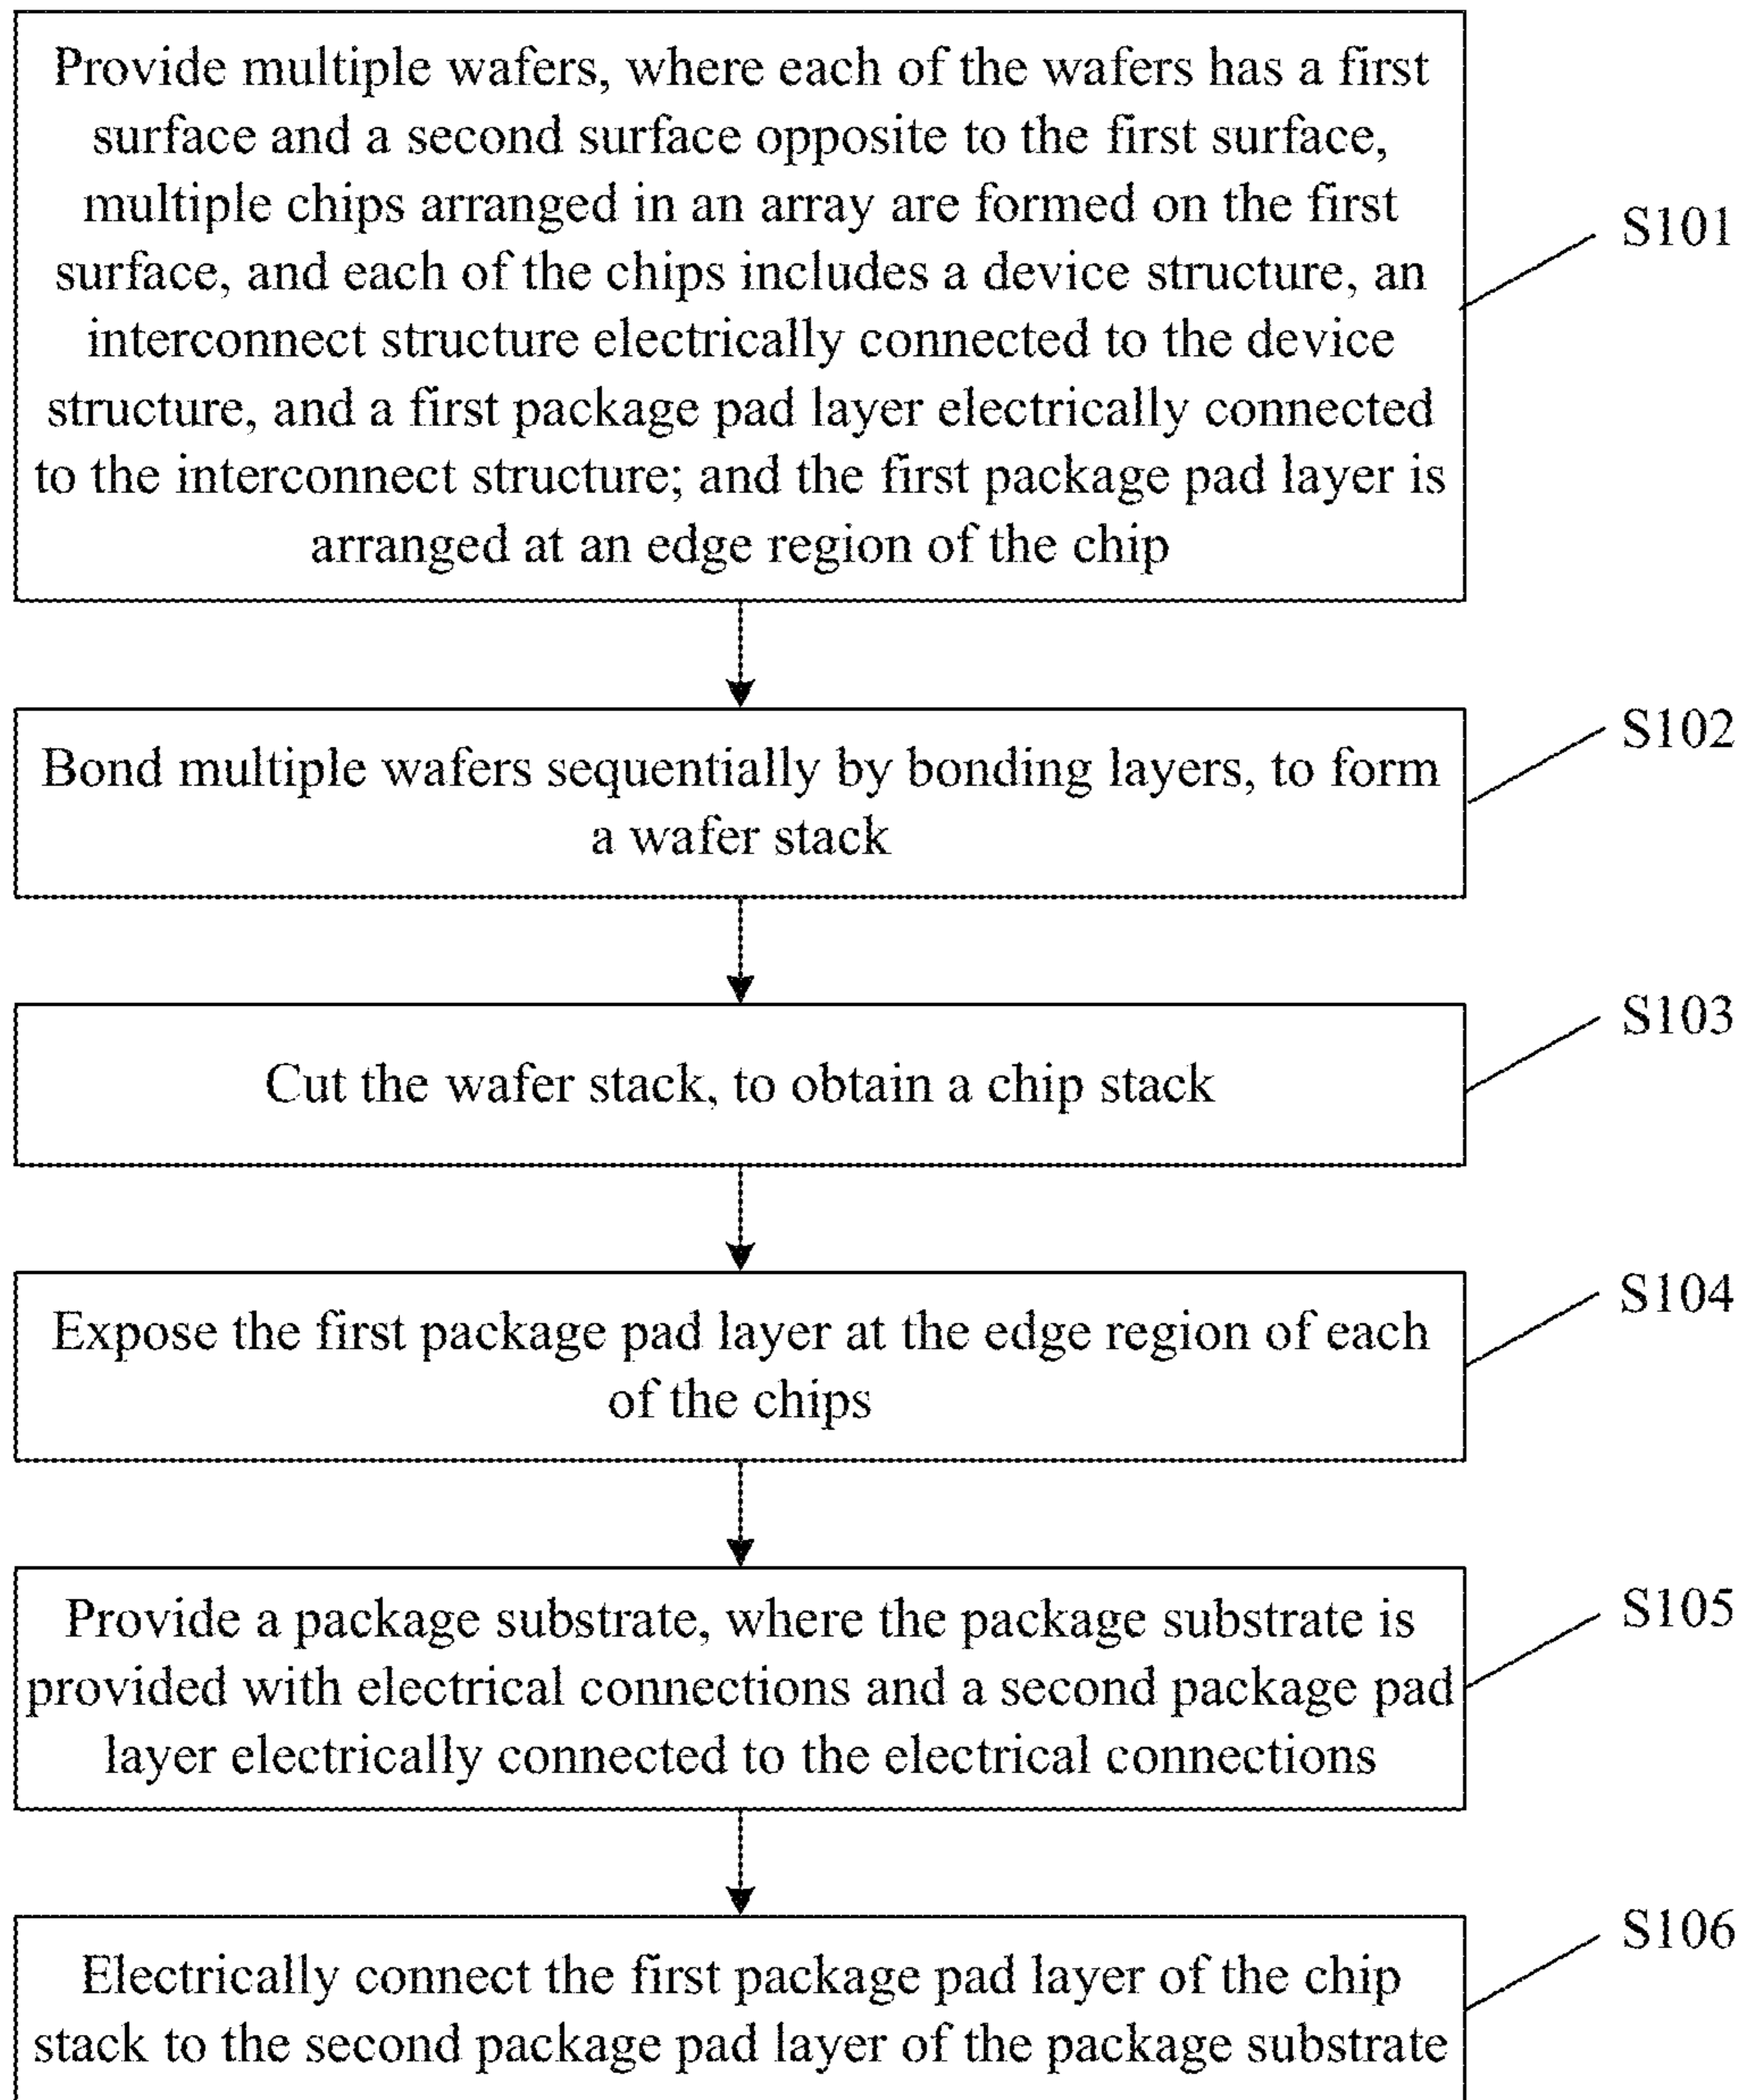 Provide multiple wafers, where each of the wafers has a first
surface and a second surface opposite to the first surface,
multiple chips arranged in an array are formed on the first
surface, and each of the chips includes a device structure, an
interconnect structure electrically connected to the device
structure, and a first package pad layer electrically connected
to the interconnect structure; and the first package pad layer is
arranged at an edge region of the chip
S101
Bond multiple wafers sequentially by bonding layers, to form
a wafer stack
S102
Cut the wafer stack, to obtain a chip stack
S103
Expose the first package pad layer at the edge region of each
of the chips
S104
Provide a package substrate, where the package substrate is
provided with electrical connections and a second package pad
layer electrically connected to the electrical connections
S105
Electrically connect the first package pad layer of the chip
stack to the second package pad layer of the package substrate
S106